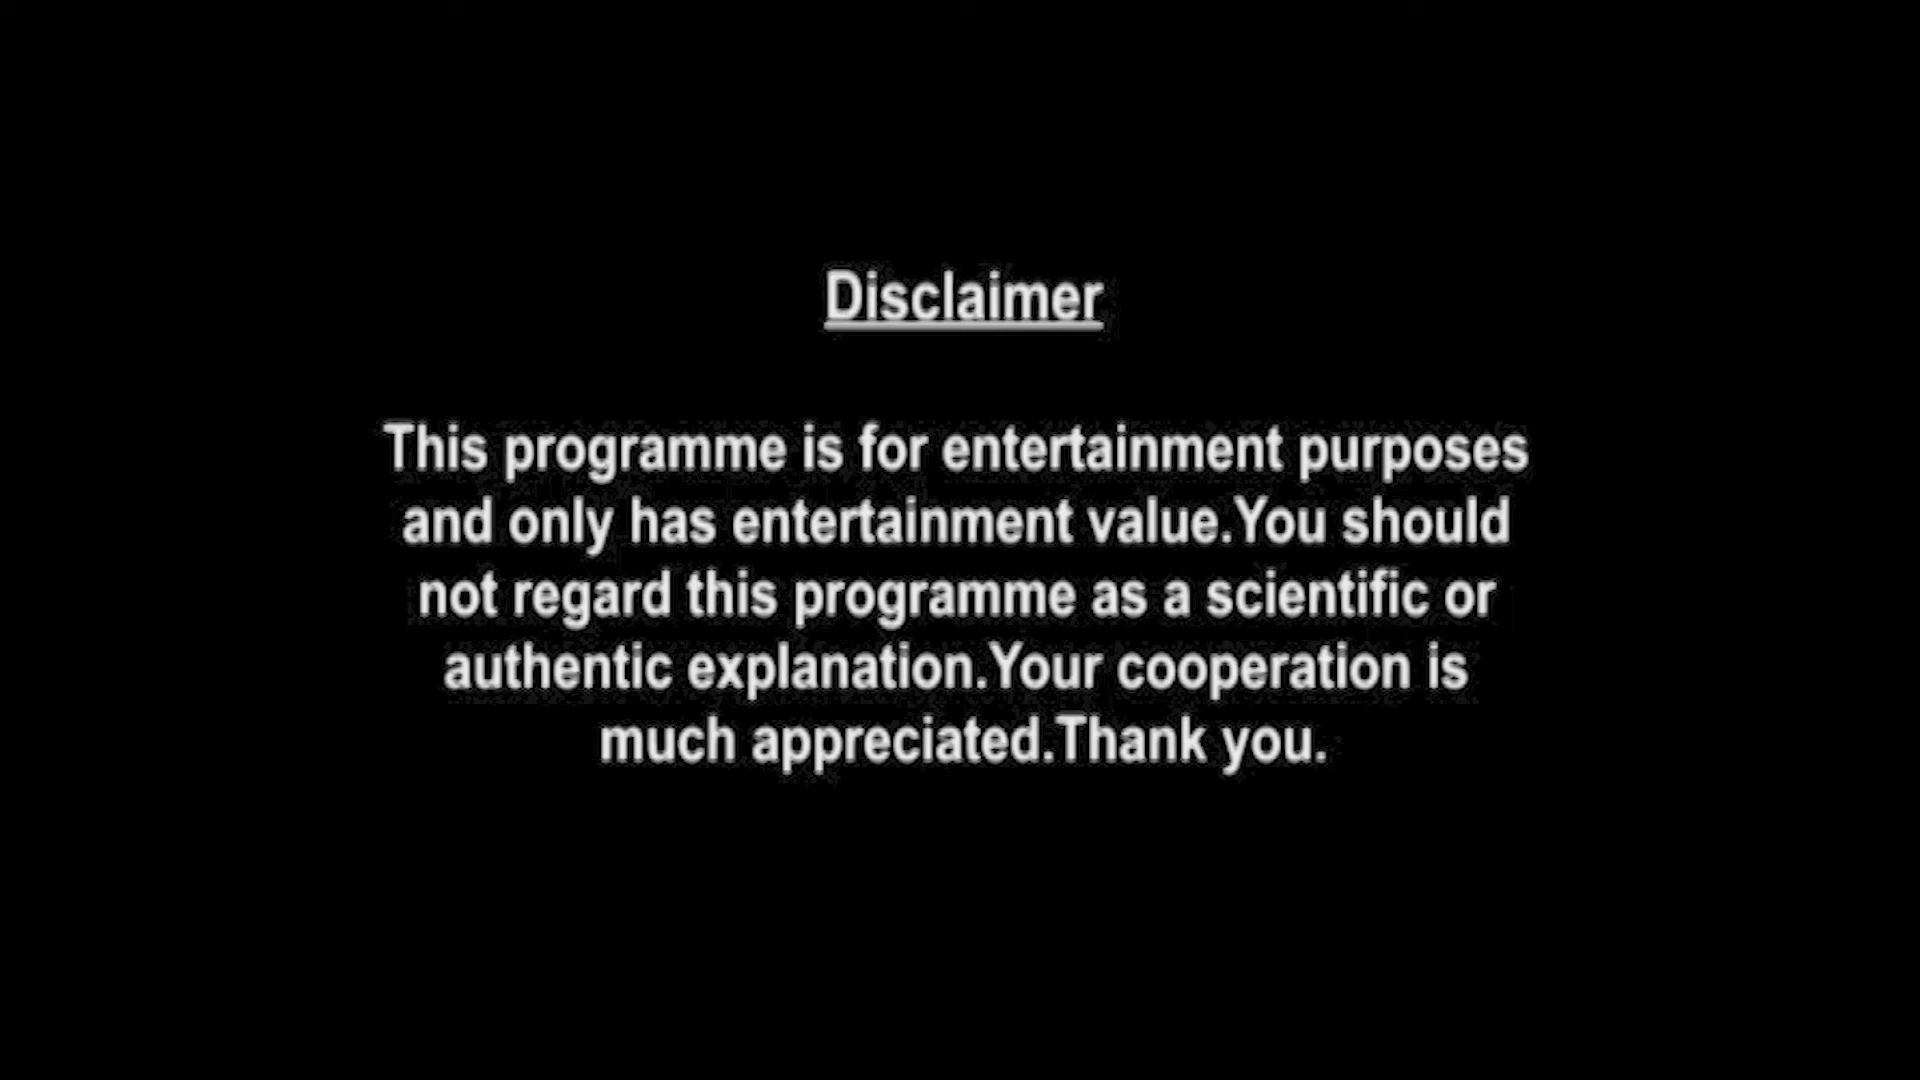 Disclaimer
This programme is for entertainment purposes
and only has entertainment value.You should
not regard this programme as a scientific or
authentic explanation.Your cooperation is
much appreciated.Thank you.